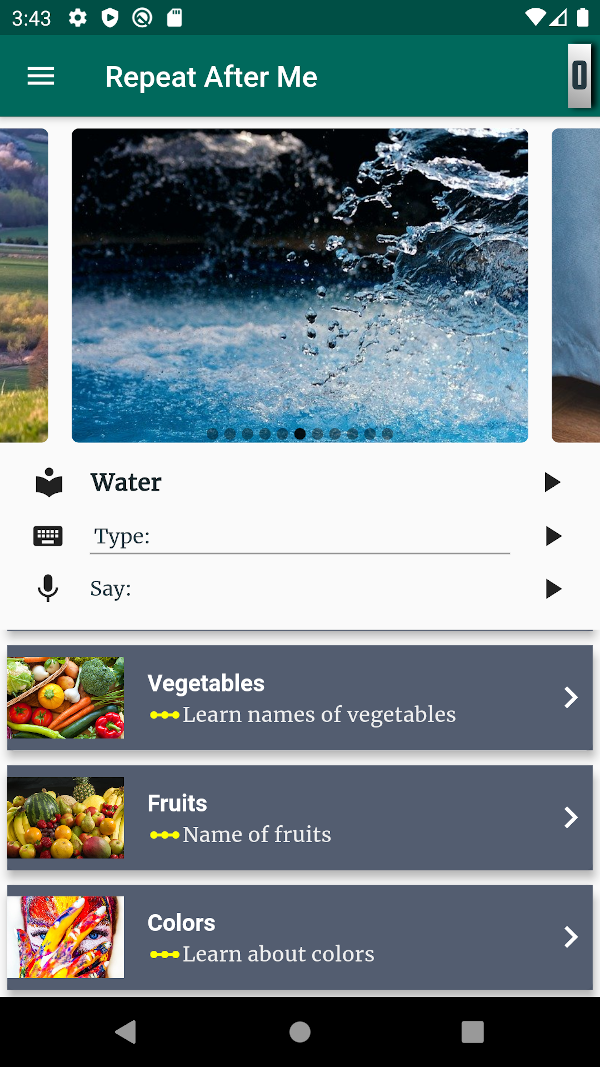 3:43
Repeat After Me
0
Water
Type:
Say:
Vegetables
Learn names of vegetables
Fruits
Name of fruits
Colors
Learn about colors